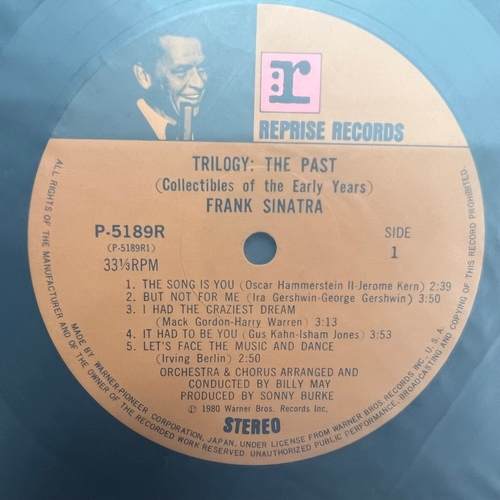 r
REPRISE RECORDS
TRILOGY: THE PAST
(Collectibles of the Early Years)
FRANK SINATRA
P-5189R
(P-5189R1)
33⅓RPM
SIDE
1
1. THE SONG IS YOU (Oscar Hammerstein II-Jerome Kern) 2:39
2. BUT NOT FOR ME (Ira Gershwin-George Gershwin) 3:50
3. I HAD THE CRAZIEST DREAM
(Mack Gordon-Harry Warren) 3:13
4. IT HAD TO BE YOU (Gus Kahn-Isham Jones) 3:53
5. LET'S FACE THE MUSIC AND DANCE
(Irving Berlin) 2:50
ORCHESTRA & CHORUS ARRANGED AND
CONDUCTED BY BILLY MAY
PRODUCED BY SONNY BURKE
Ⓟ 1980 Warner Bros. Records Inc.
STEREO
ALL RIGHTS OF THE MANUFACTURER AND OF THE OWNER OF THE RECORDED WORK RESERVED. UNAUTHORIZED PUBLIC PERFORMANCE, BROADCASTING AND COPYING OF THIS RECORD PROHIBITED.
MADE BY WARNER-PIONEER CORPORATION, JAPAN, UNDER LICENSE FROM WARNER BROS RECORDS INC., U.S.A.